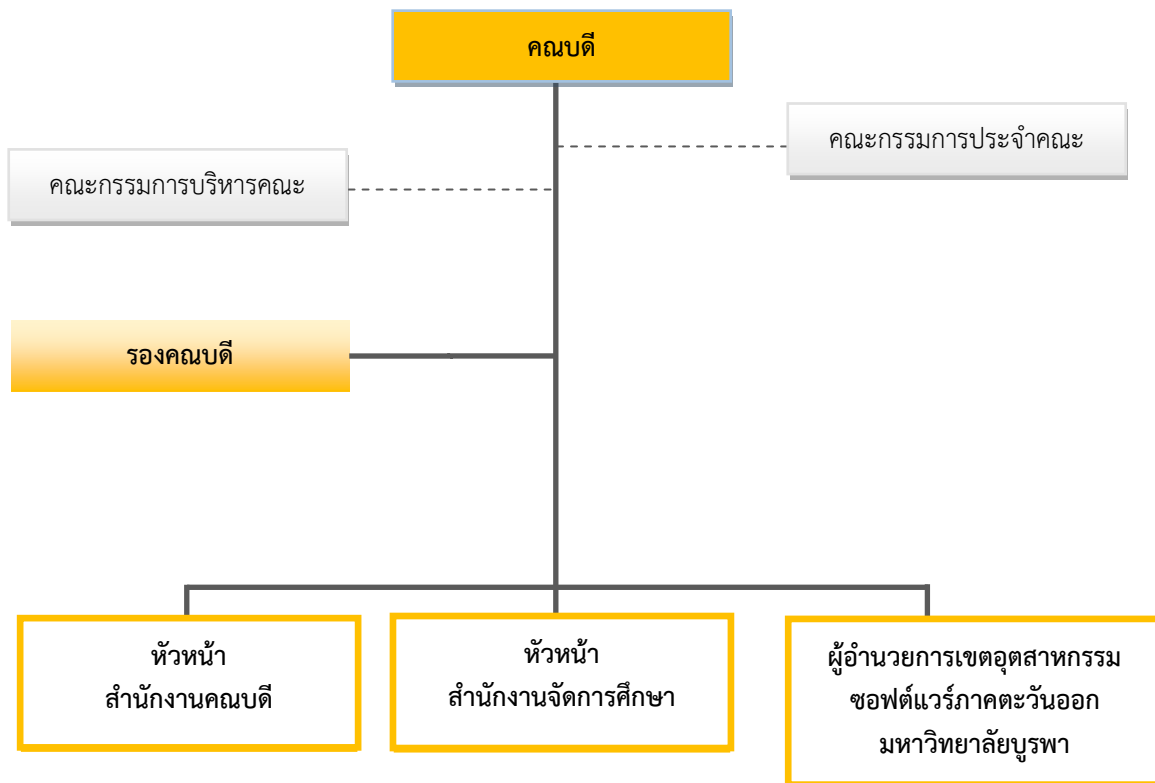 คณบดี
คณะกรรมการประจำคณะ
คณะกรรมการบริหารคณะ
รองคณบดี
หัวหน้า
สำนักงานคณบดี
หัวหน้า
สำนักงานจัดการศึกษา
ผู้อำนวยการเขตอุตสาหกรรม
ซอฟต์แวร์ภาคตะวันออก
มหาวิทยาลัยบูรพา